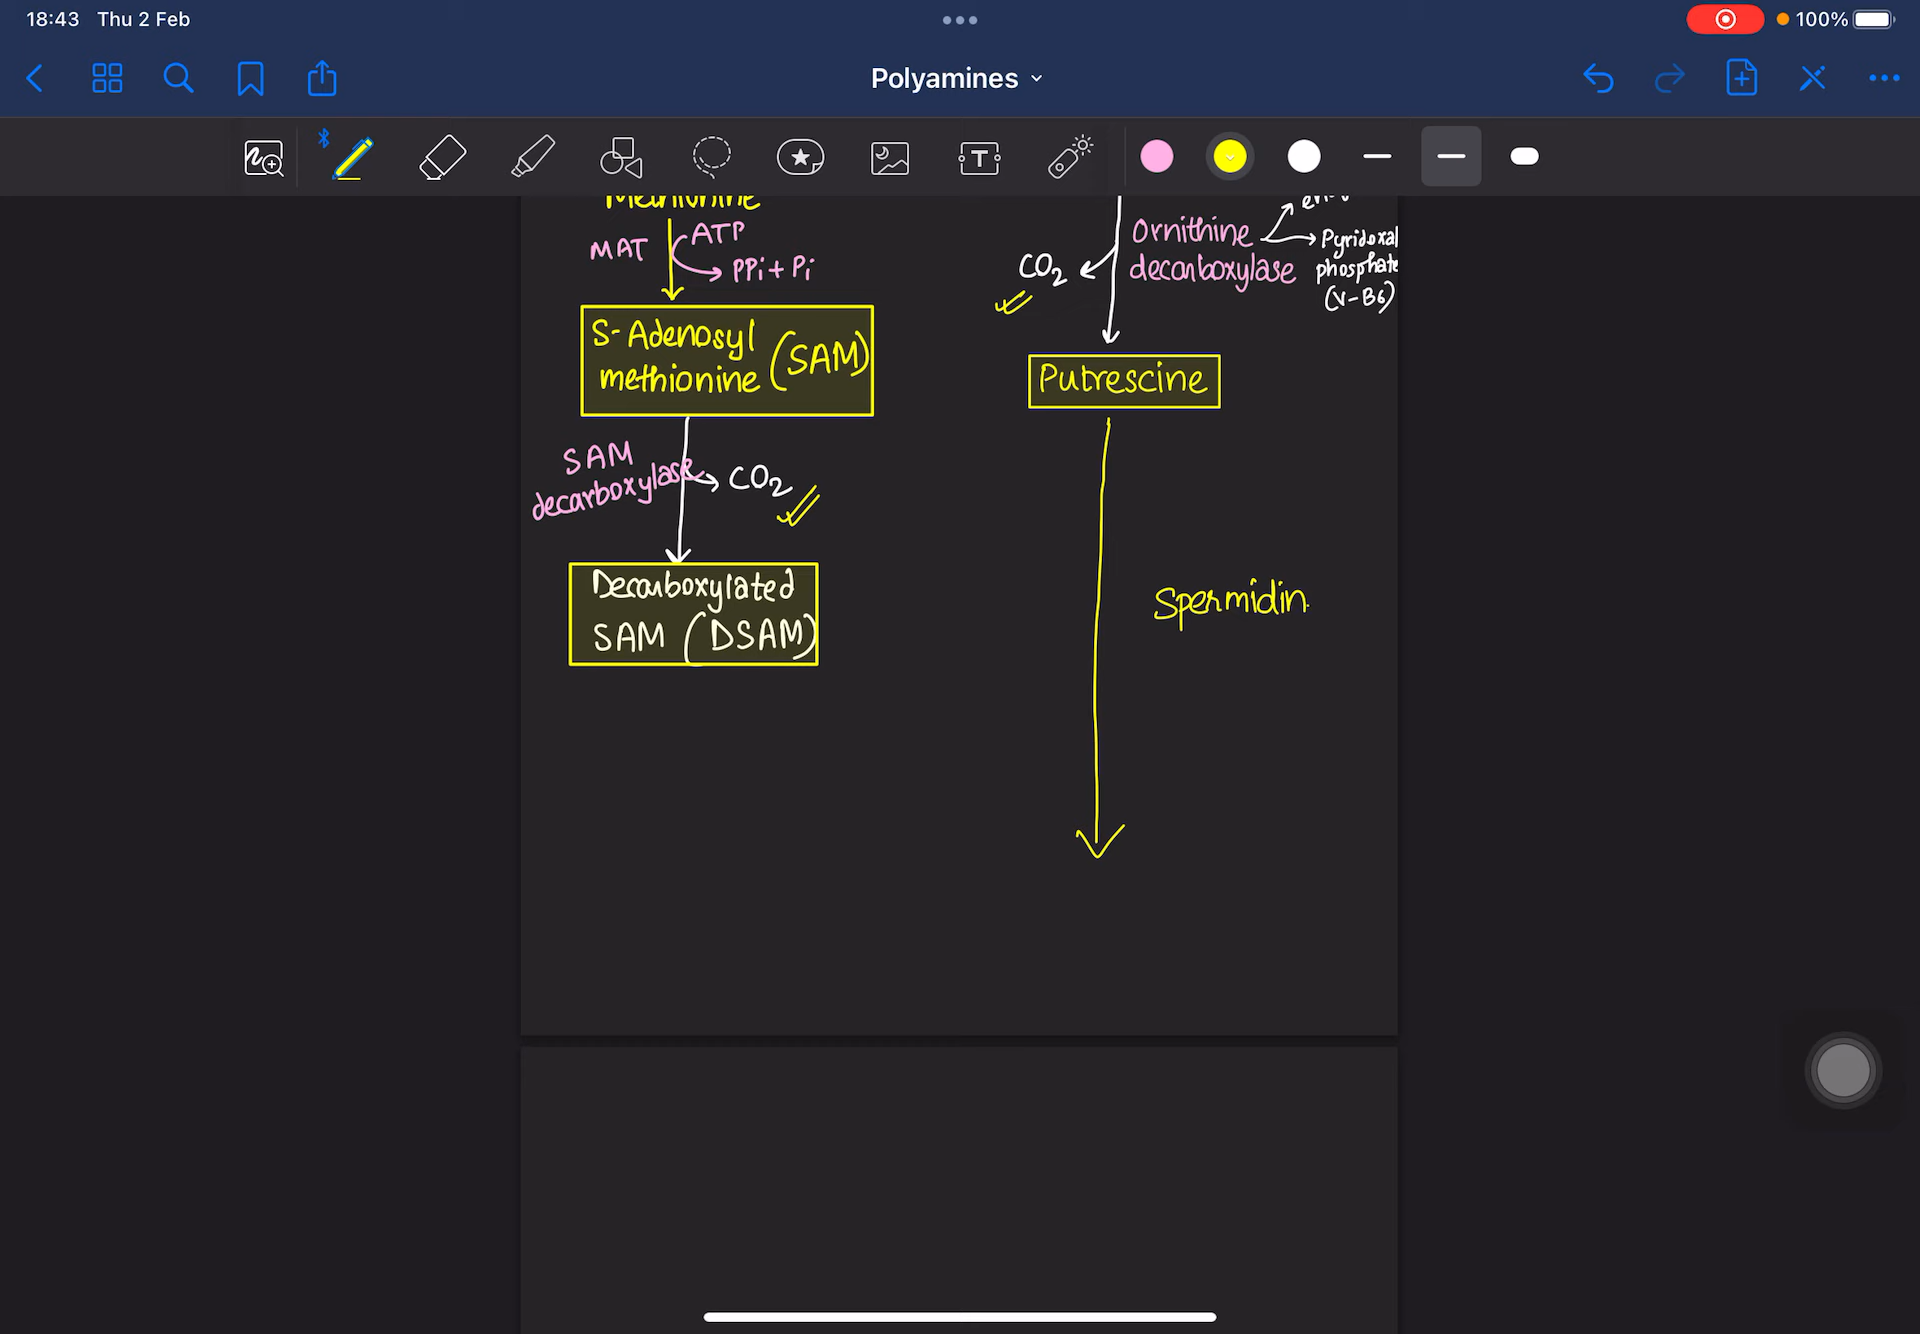 18:43 Thu 2 Feb
100%
Polyamines
T
Methionine
MAT
ATP
PPi + Pi
S-Adenosyl
methionine (SAM)
SAM
decarboxylase
CO2
Decarboxylated
SAM (DSAM)
Ornithine
decarboxylase
Pyridoxal
phosphate
(V-B6)
CO2
Putrescine
Spermidin